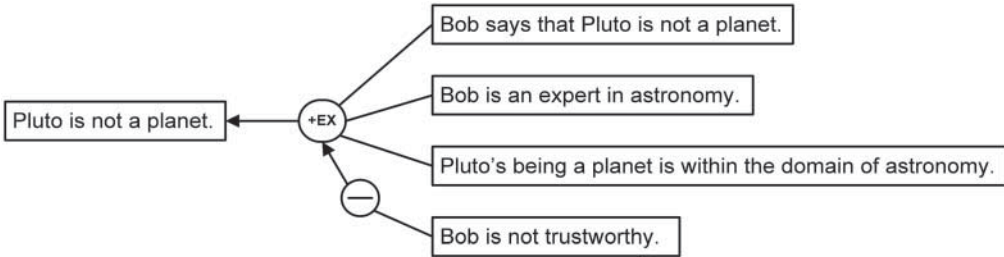 Bob says that Pluto is not a planet.
Bob is an expert in astronomy.
Pluto is not a planet.
+EX
Pluto’s being a planet is within the domain of astronomy.
Bob is not trustworthy.